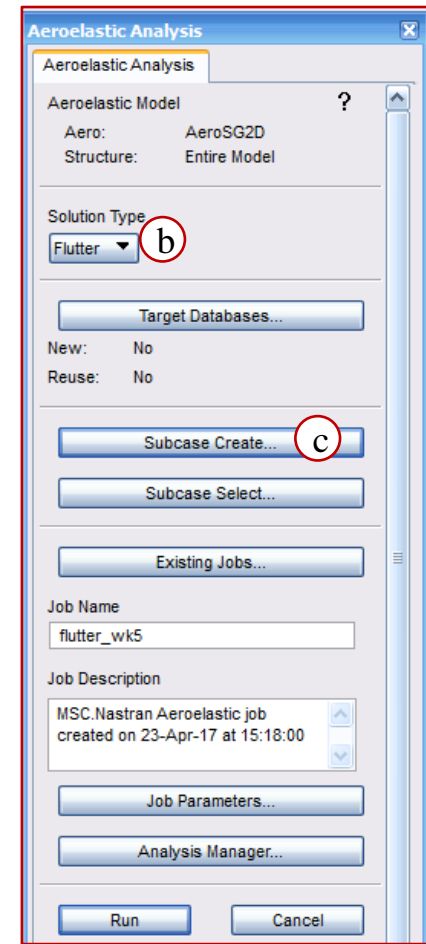 Aeroelastic Analysis
Aeroelastic Analysis
Aeroelastic Model ?
Aero: AeroSG2D
Structure: Entire Model
Solution Type
Flutter b
Target Databases...
New: No
Reuse: No
Subcase Create... c
Subcase Select...
Existing Jobs...
Job Name
flutter_wk5
Job Description
MSC.Nastran Aeroelastic job
created on 23-Apr-17 at 15:18:00
Job Parameters...
Analysis Manager...
Run Cancel